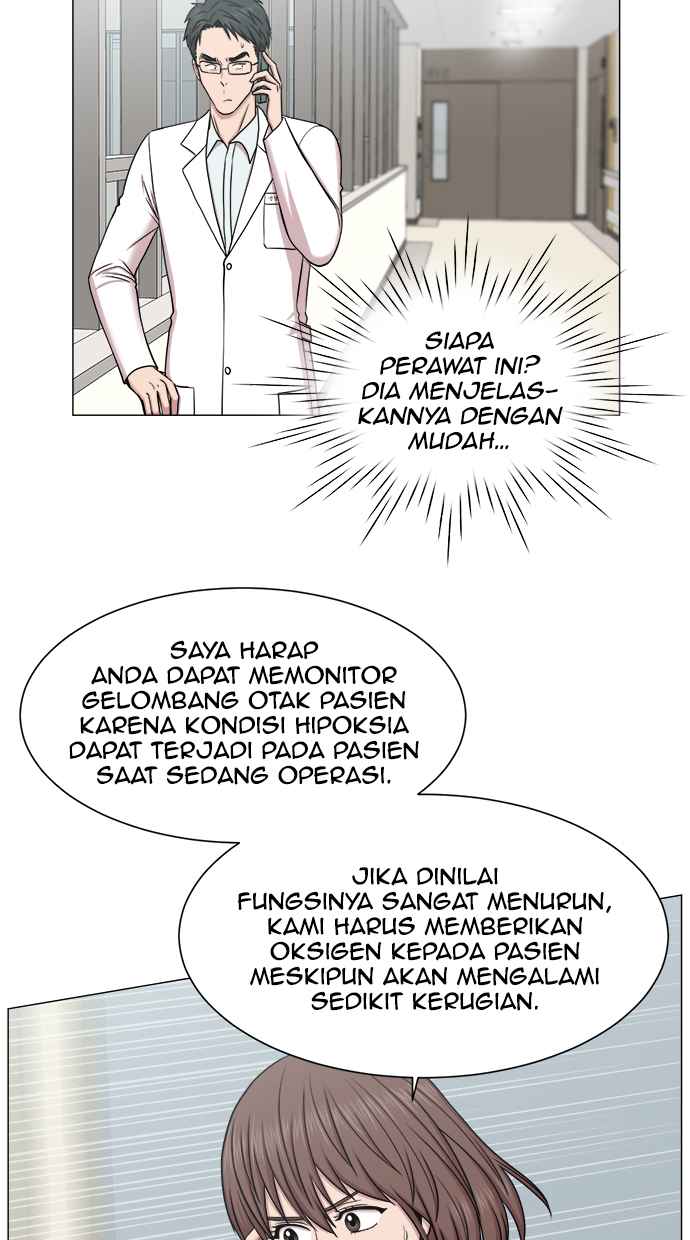 SIAPA
PERAWAT INI?
DIA MENJELAS-
KANNYA DENGAN
MUDAH...
SAYA HARAP
ANDA DAPAT MEMONITOR
GELOMBANG OTAK PASIEN
KARENA KONDISI HIPOKSIA
DAPAT TERJADI PADA PASIEN
SAAT SEDANG OPERASI.
JIKA DINILAI
FUNGSINYA SANGAT MENURUN,
KAMI HARUS MEMBERIKAN
OKSIGEN KEPADA PASIEN
MESKIPUN AKAN MENGALAMI
SEDIKIT KERUGIAN.